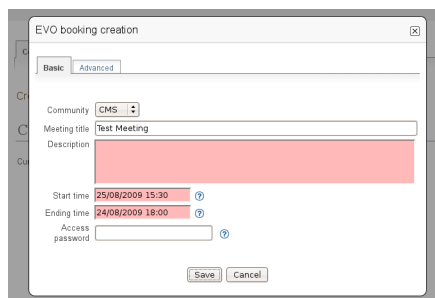 EVO booking creation
Basic Advanced
Community CMS
Meeting title Test Meeting
Description
Start time 25/08/2009 15:30
Ending time 24/08/2009 18:00
Access
password
Save Cancel